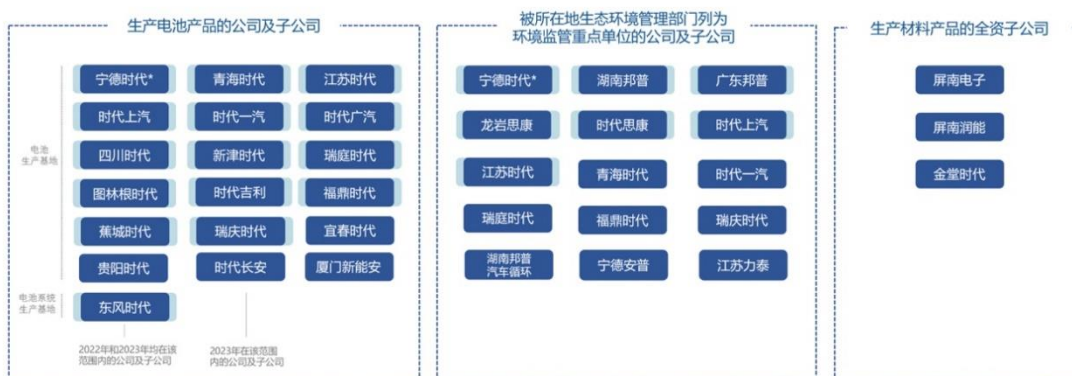 生产电池产品的公司及子公司
电池
生产基地
宁德时代* 青海时代 江苏时代
时代上汽 时代一汽 时代广汽
四川时代 新津时代 瑞庭时代
图林根时代 时代吉利 福鼎时代
蕉城时代 瑞庆时代 宜春时代
贵阳时代 时代长安 厦门新能安
电池系统
生产基地
东风时代
2022年和2023年均在该
范围内的公司及子公司
2023年在该范围
内的公司及子公司
被所在地生态环境管理部门列为
环境监管重点单位的公司及子公司
宁德时代* 湖南邦普 广东邦普
龙岩思康 时代思康 时代上汽
江苏时代 青海时代 时代一汽
瑞庭时代 福鼎时代 瑞庆时代
湖南邦普
汽车循环
宁德安普 江苏力泰
生产材料产品的全资子公司
屏南电子
屏南润能
金堂时代